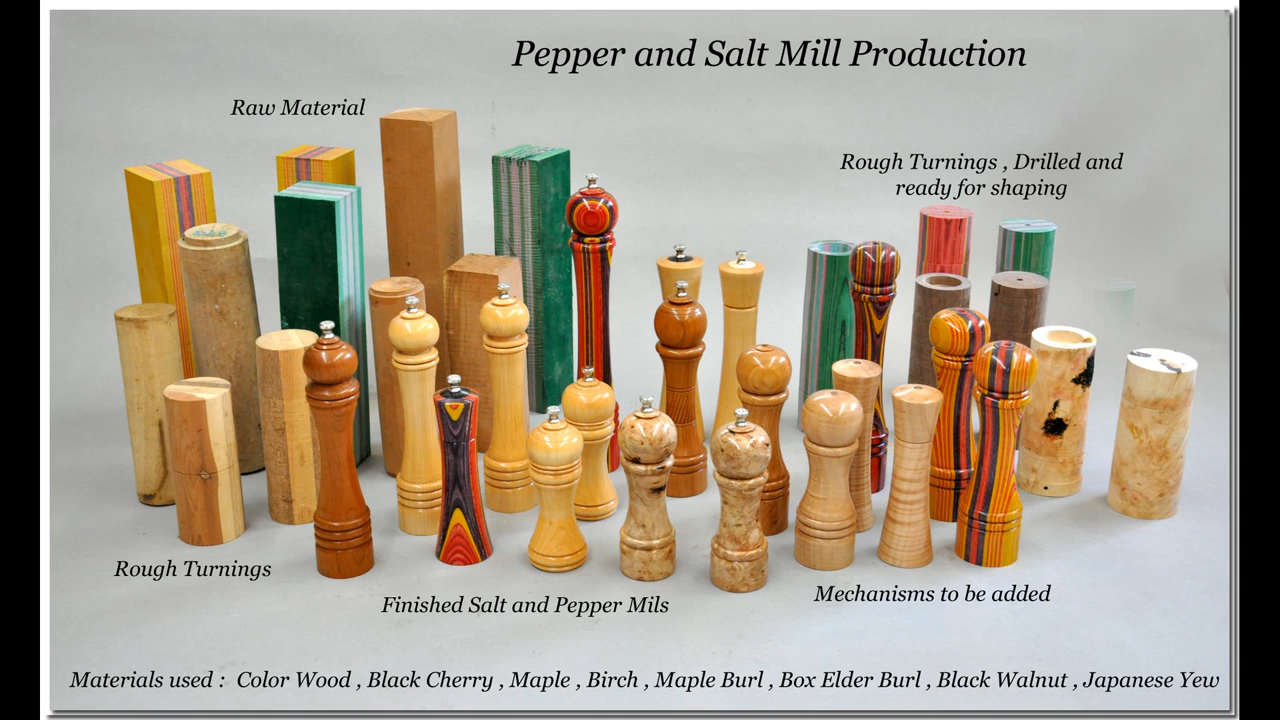 Pepper and Salt Mill Production
Raw Material
Rough Turnings , Drilled and
ready for shaping
Rough Turnings
Finished Salt and Pepper Mils
Mechanisms to be added
Materials used : Color Wood , Black Cherry , Maple , Birch , Maple Burl , Box Elder Burl , Black Walnut , Japanese Yew